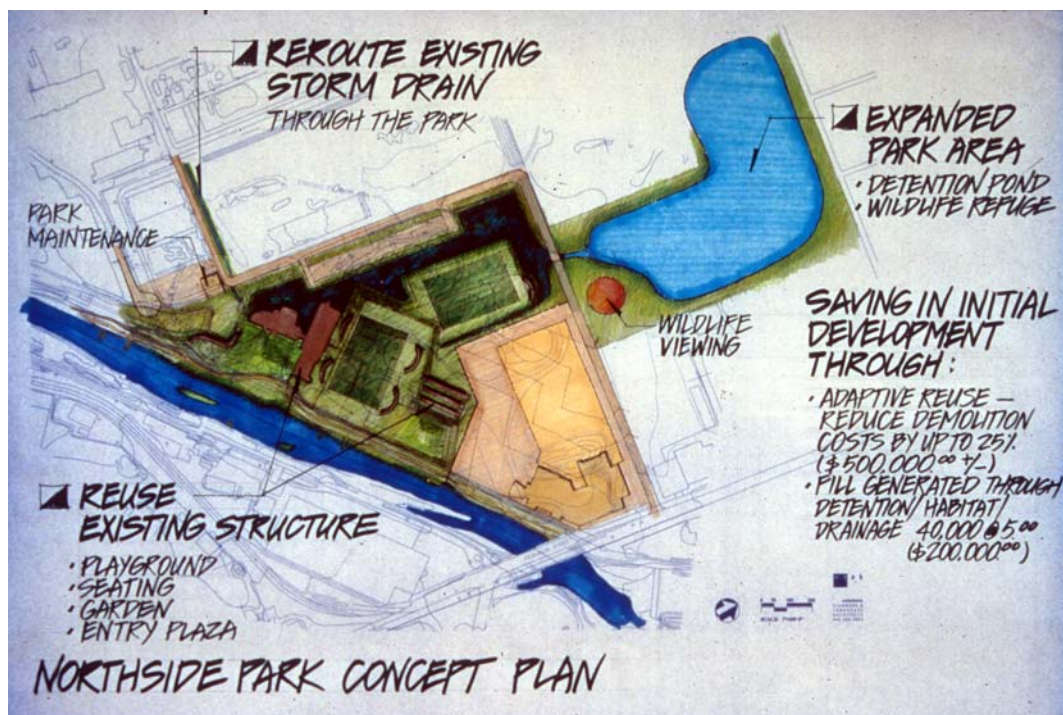 REROUTE EXISTING
STORM DRAIN
THROUGH THE PARK
EXPANDED
PARK AREA
• DETENTION POND
• WILDLIFE REFUGE
PARK
MAINTENANCE
WILDLIFE
VIEWING
SAVING IN INITIAL
DEVELOPMENT
THROUGH:
• ADAPTIVE REUSE —
REDUCE DEMOLITION
COSTS BY UP TO 25%
($500,000.00 +/-)
• FILL GENERATED THROUGH
DETENTION/HABITAT/
DRAINAGE 40,000 @ 5.00
($200.000.00)
REUSE
EXISTING STRUCTURE
• PLAYGROUND
• SEATING
• GARDEN
• ENTRY PLAZA
NORTHSIDE PARK CONCEPT PLAN